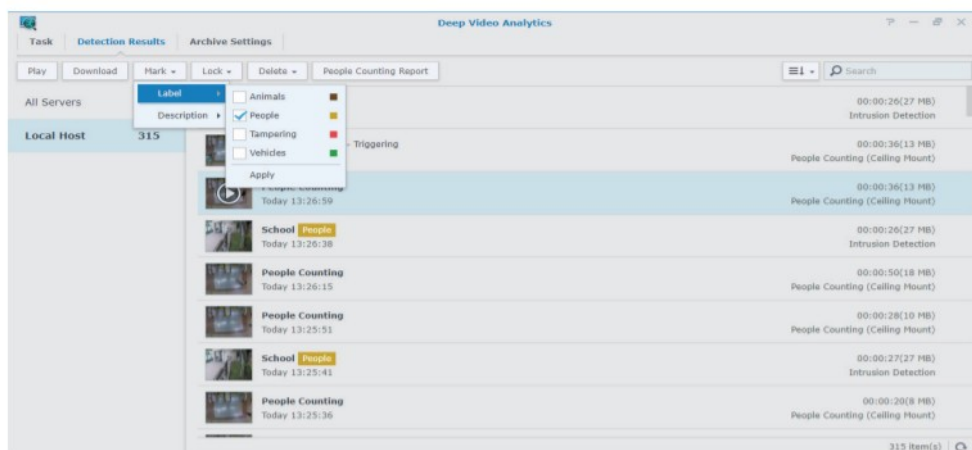 Deep Video Analytics
Task Detection Results Archive Settings
Play Download Mark Lock Delete People Counting Report Search
All Servers
Local Host 315
Label
Description
Animals
People
Tampering
Vehicles
Apply
00:00:26(27 MB)
Intrusion Detection
- Triggering
00:00:36(13 MB)
People Counting (Ceiling Mount)
People Counting
Today 13:26:59
00:00:36(13 MB)
People Counting (Ceiling Mount)
School People
Today 13:26:38
00:00:26(27 MB)
Intrusion Detection
People Counting
Today 13:26:15
00:00:50(18 MB)
People Counting (Ceiling Mount)
People Counting
Today 13:25:51
00:00:28(10 MB)
People Counting (Ceiling Mount)
School People
Today 13:25:41
00:00:27(27 MB)
Intrusion Detection
People Counting
Today 13:25:36
00:00:20(8 MB)
People Counting (Ceiling Mount)
315 item(s)